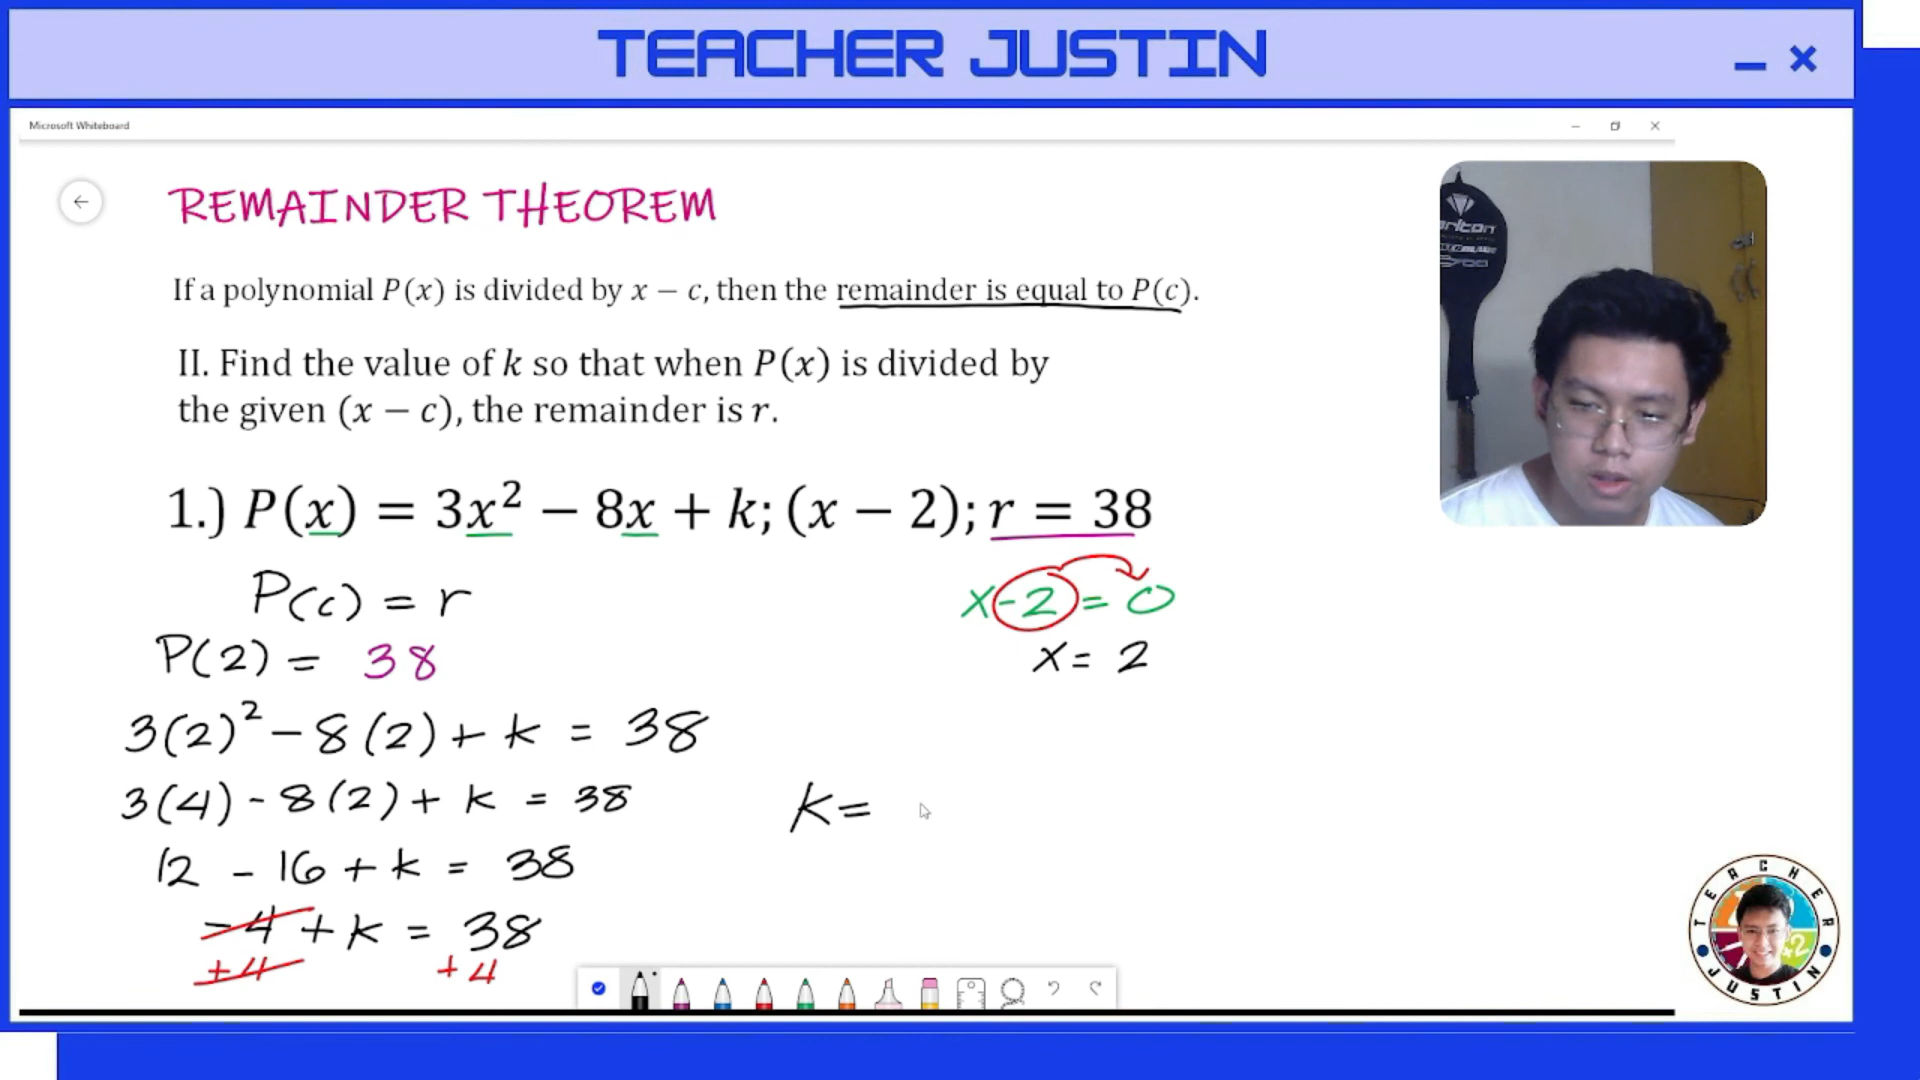 TEACHER JUSTIN
Microsoft Whiteboard
REMAINDER THEOREM
If a polynomial P(x) is divided by x − c, then the remainder is equal to P(c).
II. Find the value of k so that when P(x) is divided by
the given (x − c), the remainder is r.
1.) P(x) = 3x² − 8x + k; (x − 2); r = 38
P(c) = r
x-2 = 0
P(2) = 38
x = 2
3(2)² - 8(2) + k = 38
3(4) - 8(2) + k = 38
k =
12 - 16 + k = 38
-4 + k = 38
+4 +4
TEACHER
JUSTIN